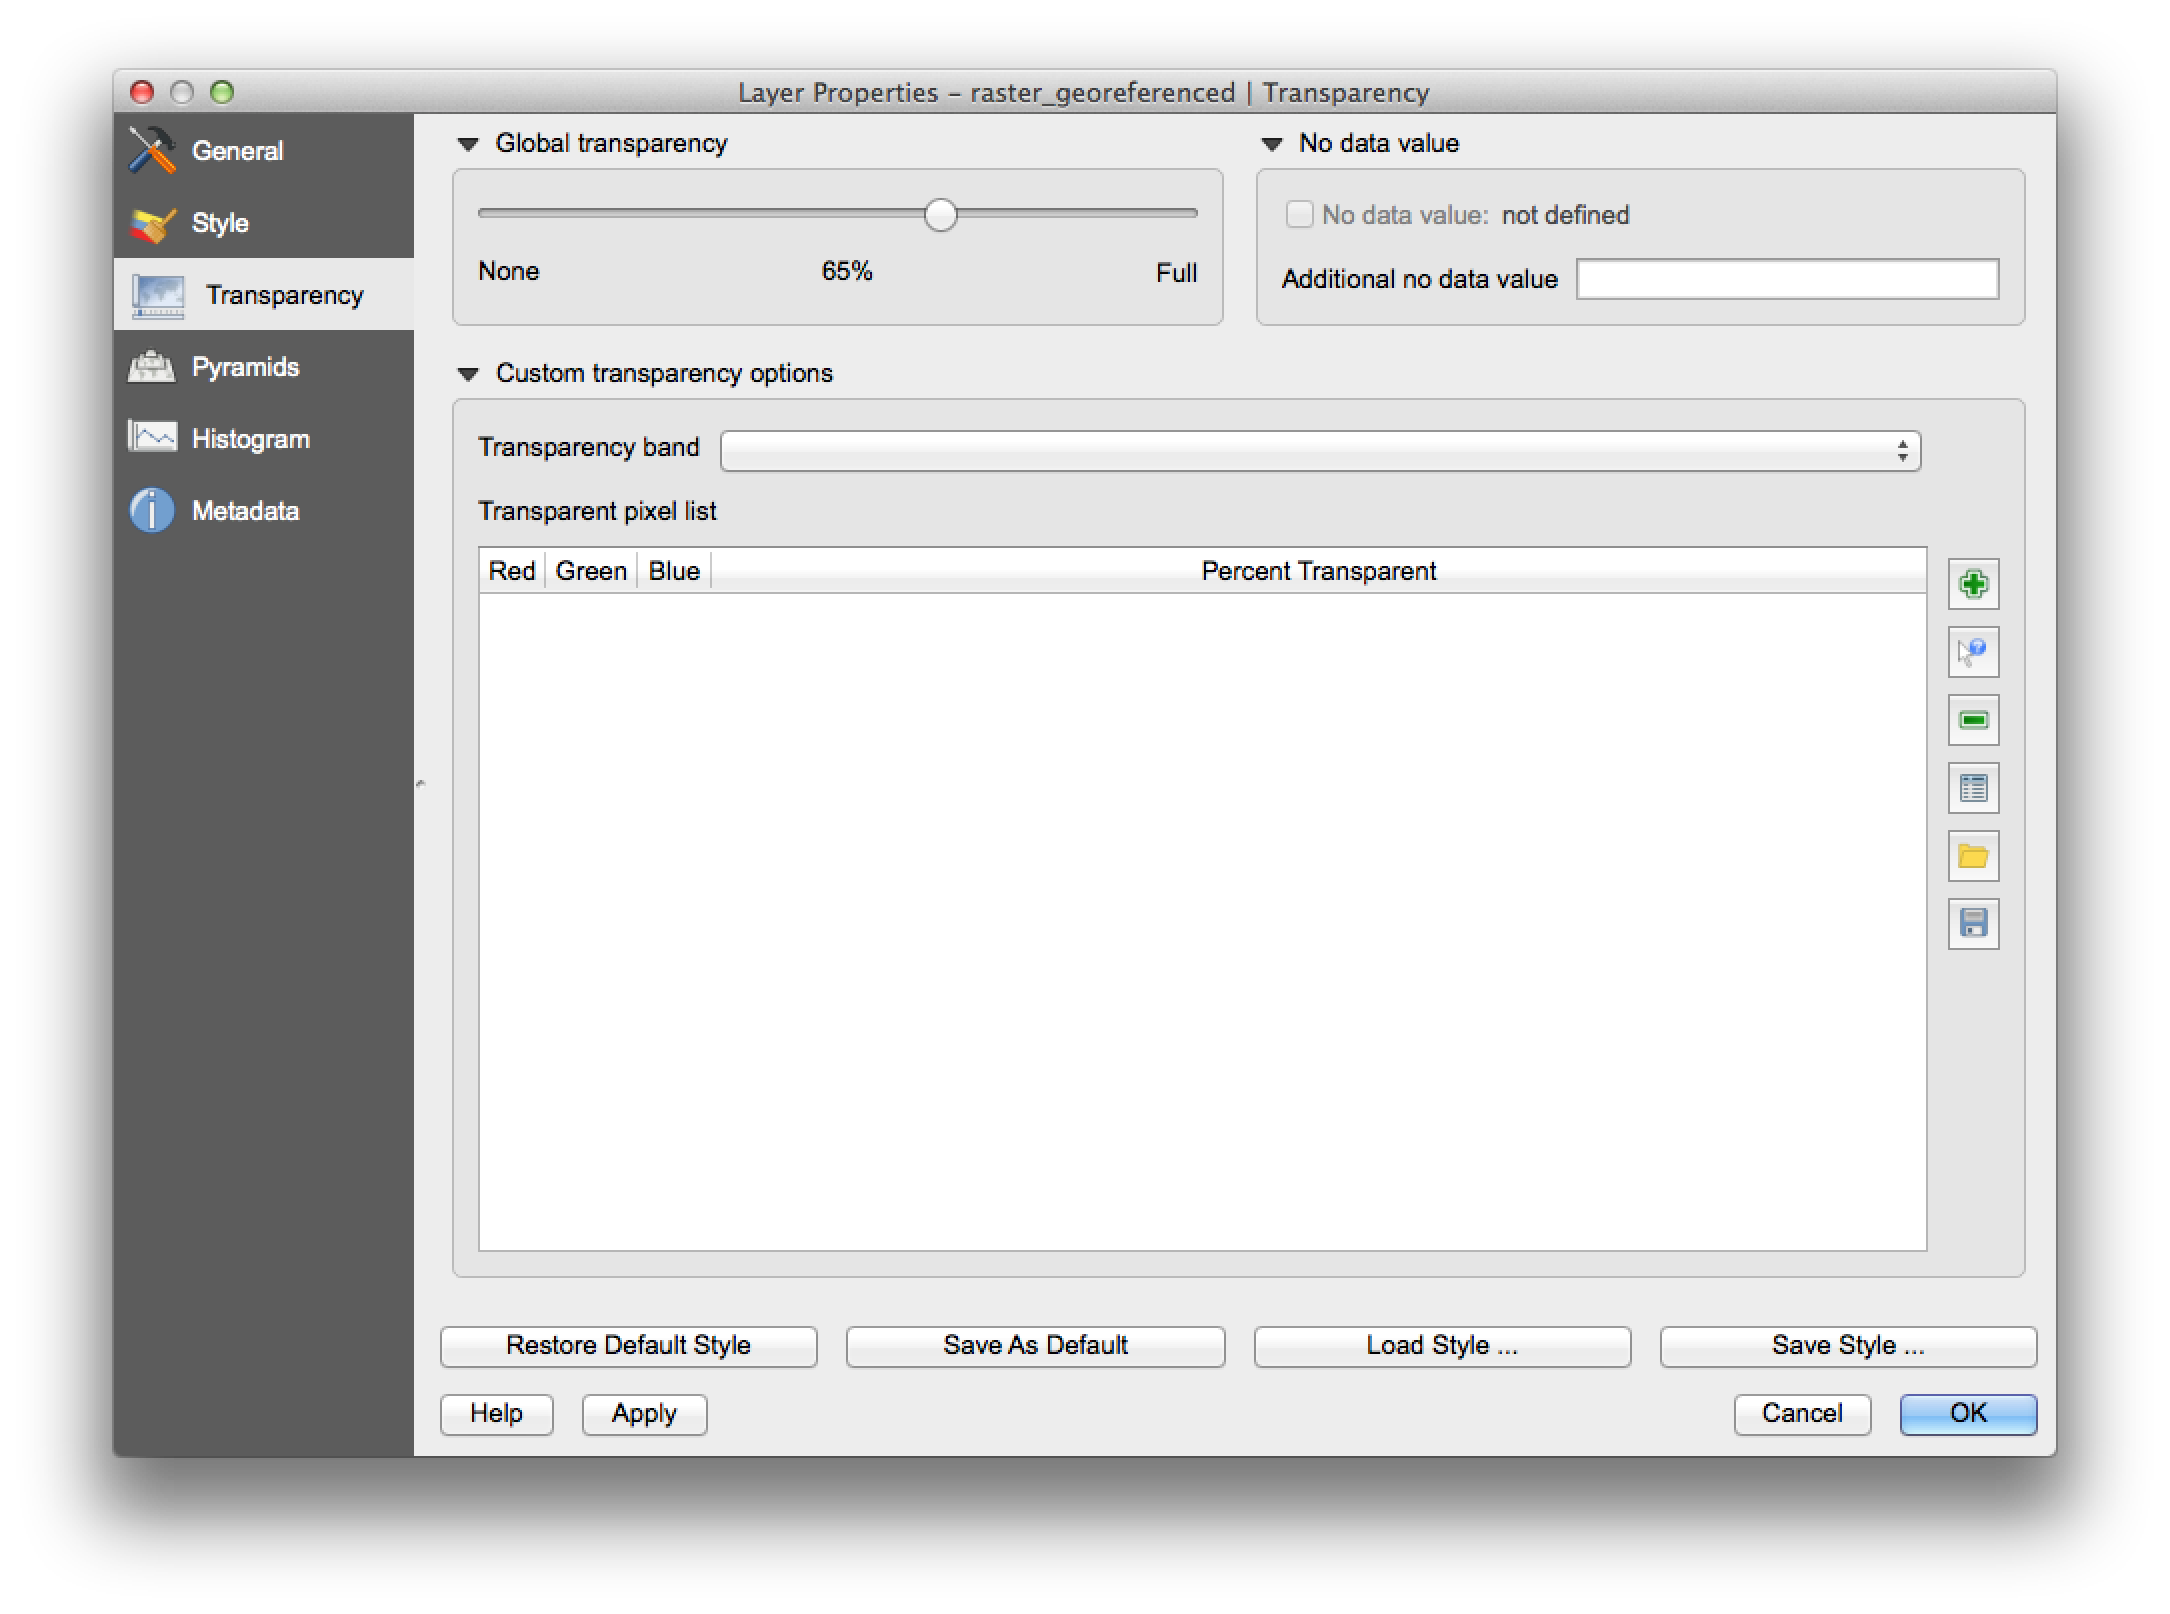 Layer Properties – raster_georeferenced | Transparency
General
Style
Transparency
Pyramids
Histogram
Metadata
Global transparency
None 65% Full
No data value
No data value: not defined
Additional no data value
Custom transparency options
Transparency band
Transparent pixel list
Red Green Blue Percent Transparent
Restore Default Style Save As Default Load Style ... Save Style ...
Help Apply Cancel OK